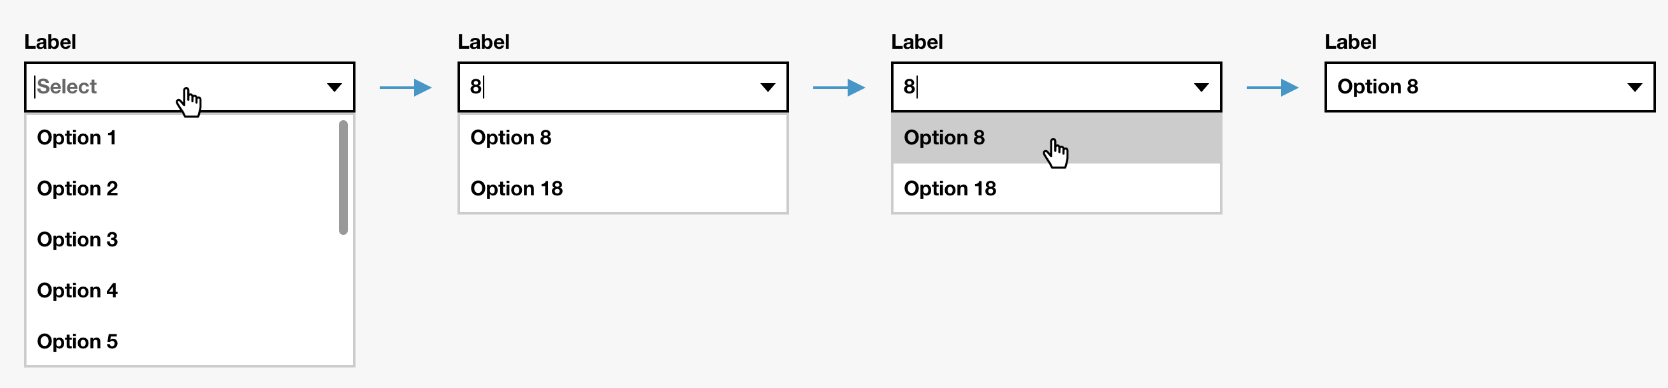 Label
Select
Option 1
Option 2
Option 3
Option 4
Option 5
Label
8
Option 8
Option 18
Label
8
Option 8
Option 18
Label
Option 8